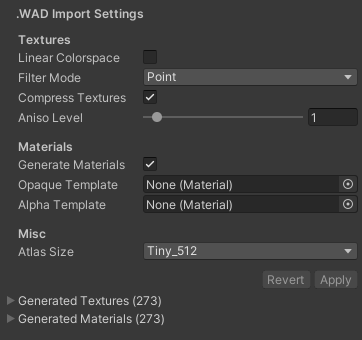 .WAD Import Settings
Textures
Linear Colorspace
Filter Mode Point
Compress Textures
Aniso Level 1
Materials
Generate Materials
Opaque Template None (Material)
Alpha Template None (Material)
Misc
Atlas Size Tiny_512
Revert Apply
Generated Textures (273)
Generated Materials (273)